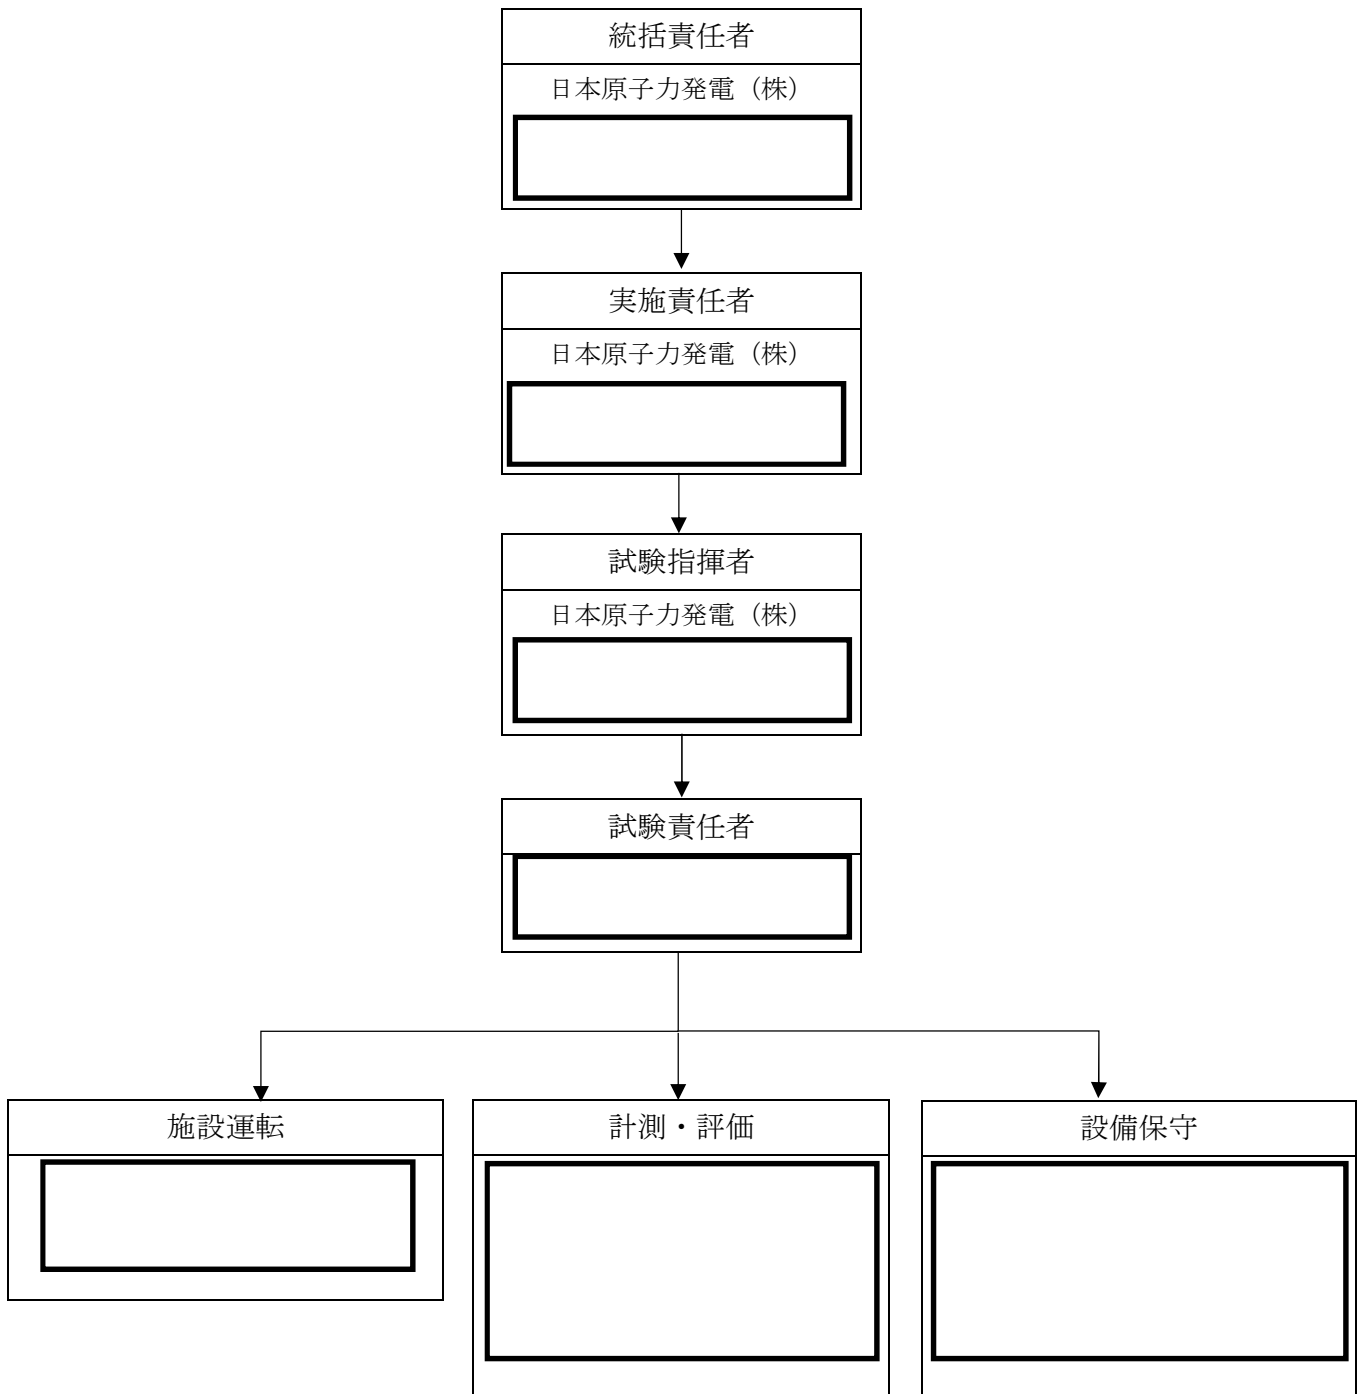 統括責任者
日本原子力発電（株）
実施責任者
日本原子力発電（株）
試験指揮者
日本原子力発電（株）
試験責任者
施設運転
計測・評価
設備保守